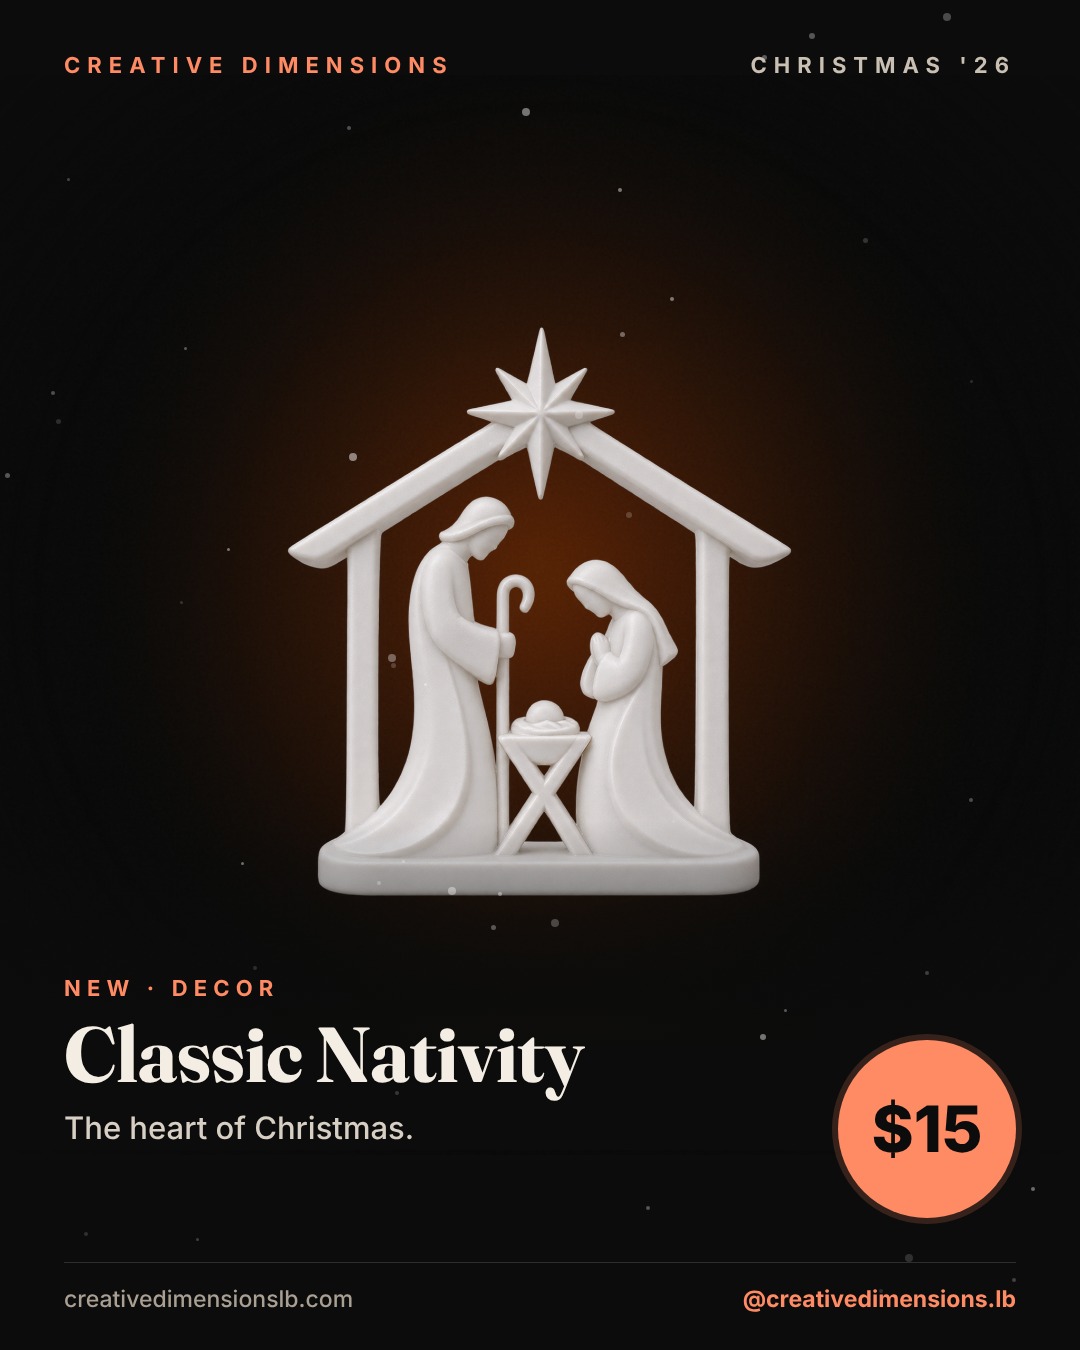 CREATIVE DIMENSIONS
CHRISTMAS '26
NEW · DECOR
Classic Nativity
The heart of Christmas.
$15
creativedimensionslb.com
@creativedimensions.lb